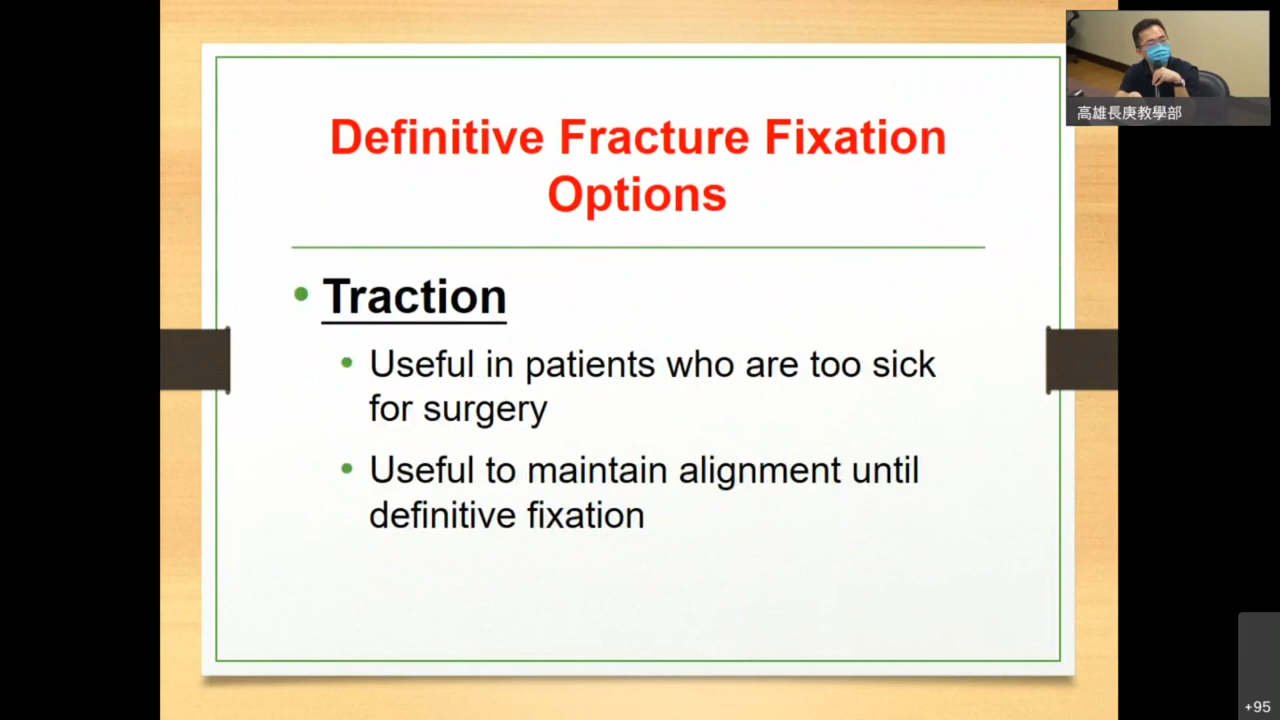 Definitive Fracture Fixation
Options
• Traction
• Useful in patients who are too sick
for surgery
• Useful to maintain alignment until
definitive fixation
高雄長庚教學部
+95